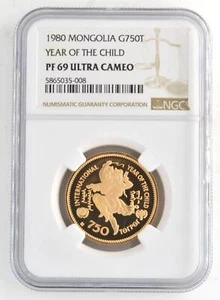 1980 MONGOLIA G750T
YEAR OF THE CHILD
PF 69 ULTRA CAMEO
5865035-008
NUMISMATIC GUARANTY CORPORATION
NGC
INTERNATIONAL YEAR OF THE CHILD
750
ТӨГРӨГ